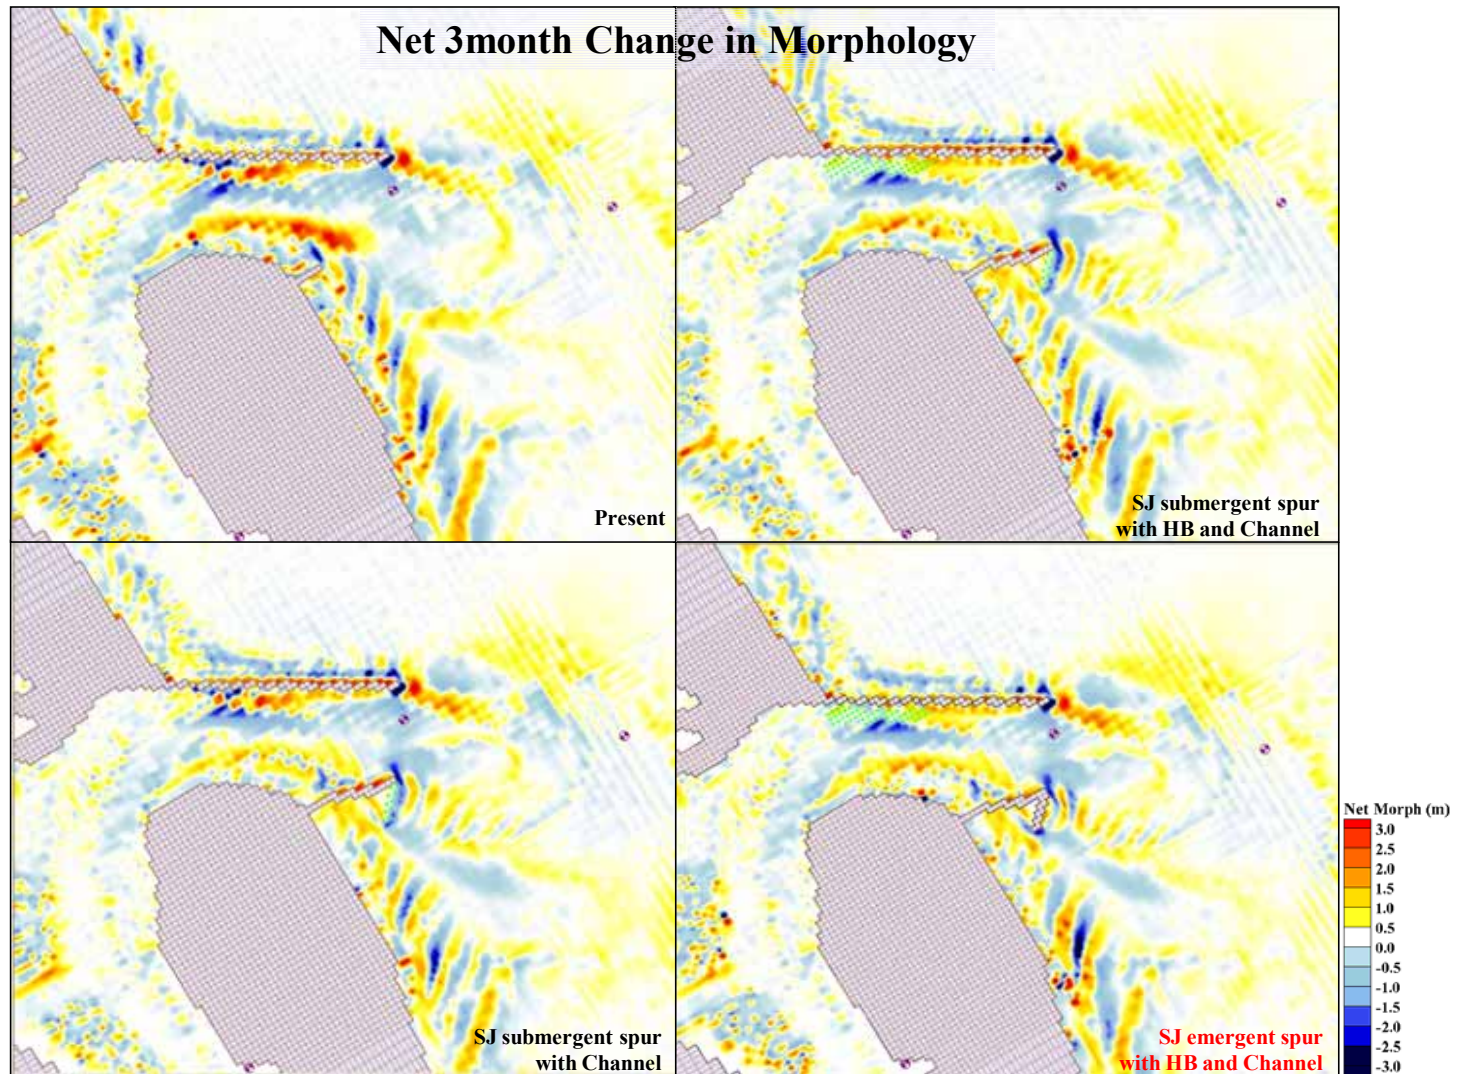 Net 3month Change in Morphology
Present
SJ submergent spur
with HB and Channel
SJ submergent spur
with Channel
SJ emergent spur
with HB and Channel
Net Morph (m)
3.0
2.5
2.0
1.5
1.0
0.5
0.0
-0.5
-1.0
-1.5
-2.0
-2.5
-3.0